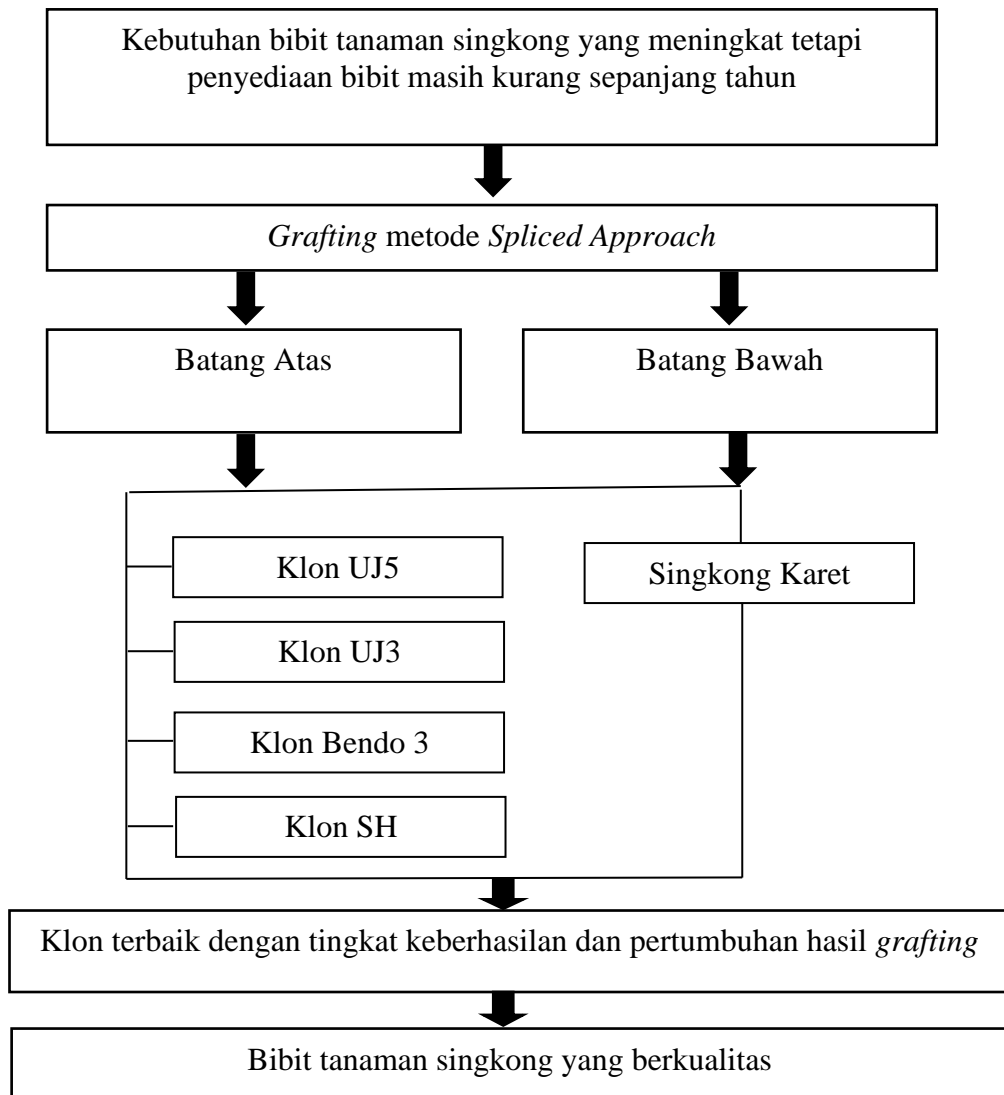 Kebutuhan bibit tanaman singkong yang meningkat tetapi
penyediaan bibit masih kurang sepanjang tahun
Grafting metode Spliced Approach
Batang Atas
Batang Bawah
Klon UJ5
Singkong Karet
Klon UJ3
Klon Bendo 3
Klon SH
Klon terbaik dengan tingkat keberhasilan dan pertumbuhan hasil grafting
Bibit tanaman singkong yang berkualitas